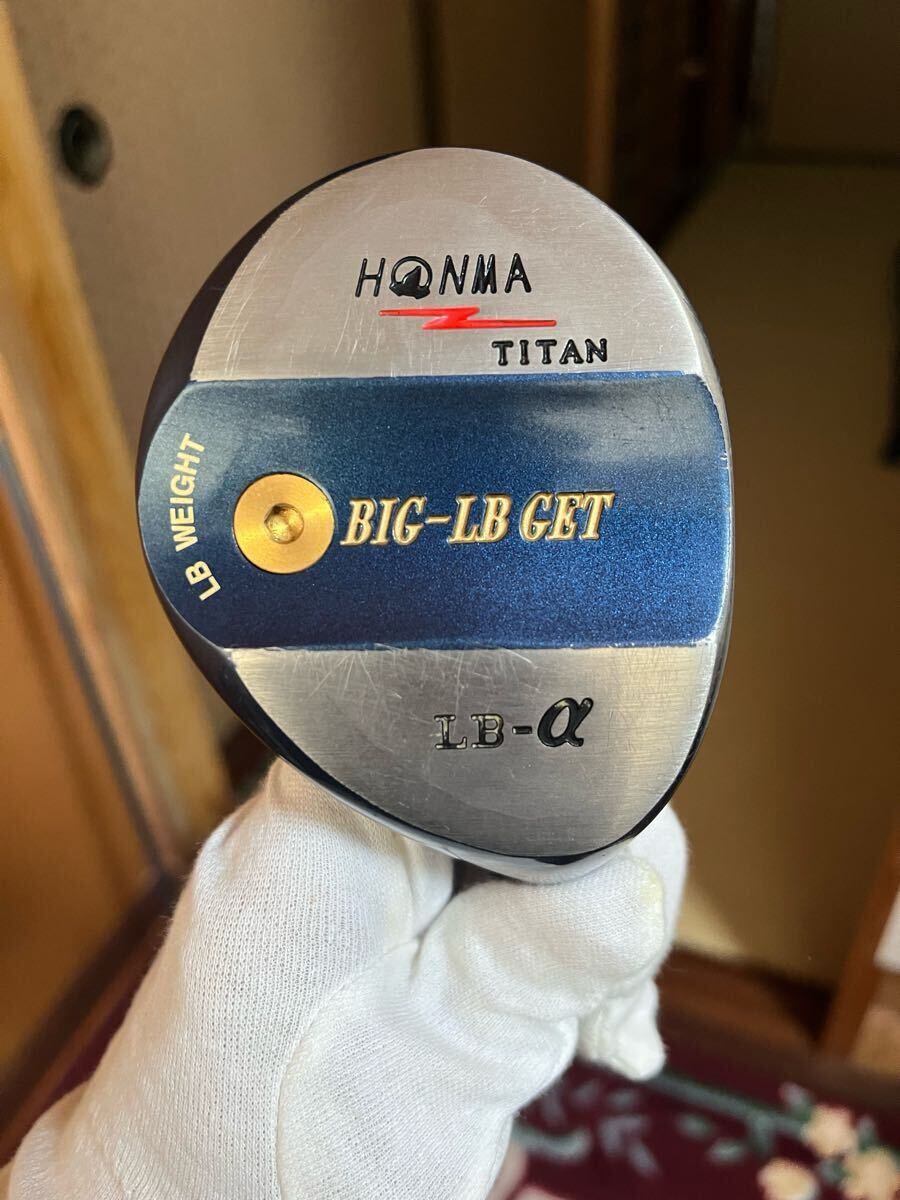 HONMA
TITAN
LB WEIGHT
BIG-LB GET
LB-α